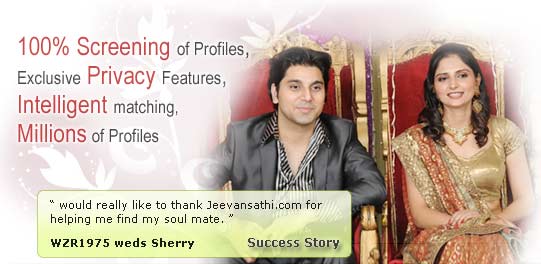 100% Screening of Profiles,
Exclusive Privacy Features,
Intelligent matching,
Millions of Profiles
“ would really like to thank Jeevansathi.com for
helping me find my soul mate. ”
WZR1975 weds Sherry Success Story